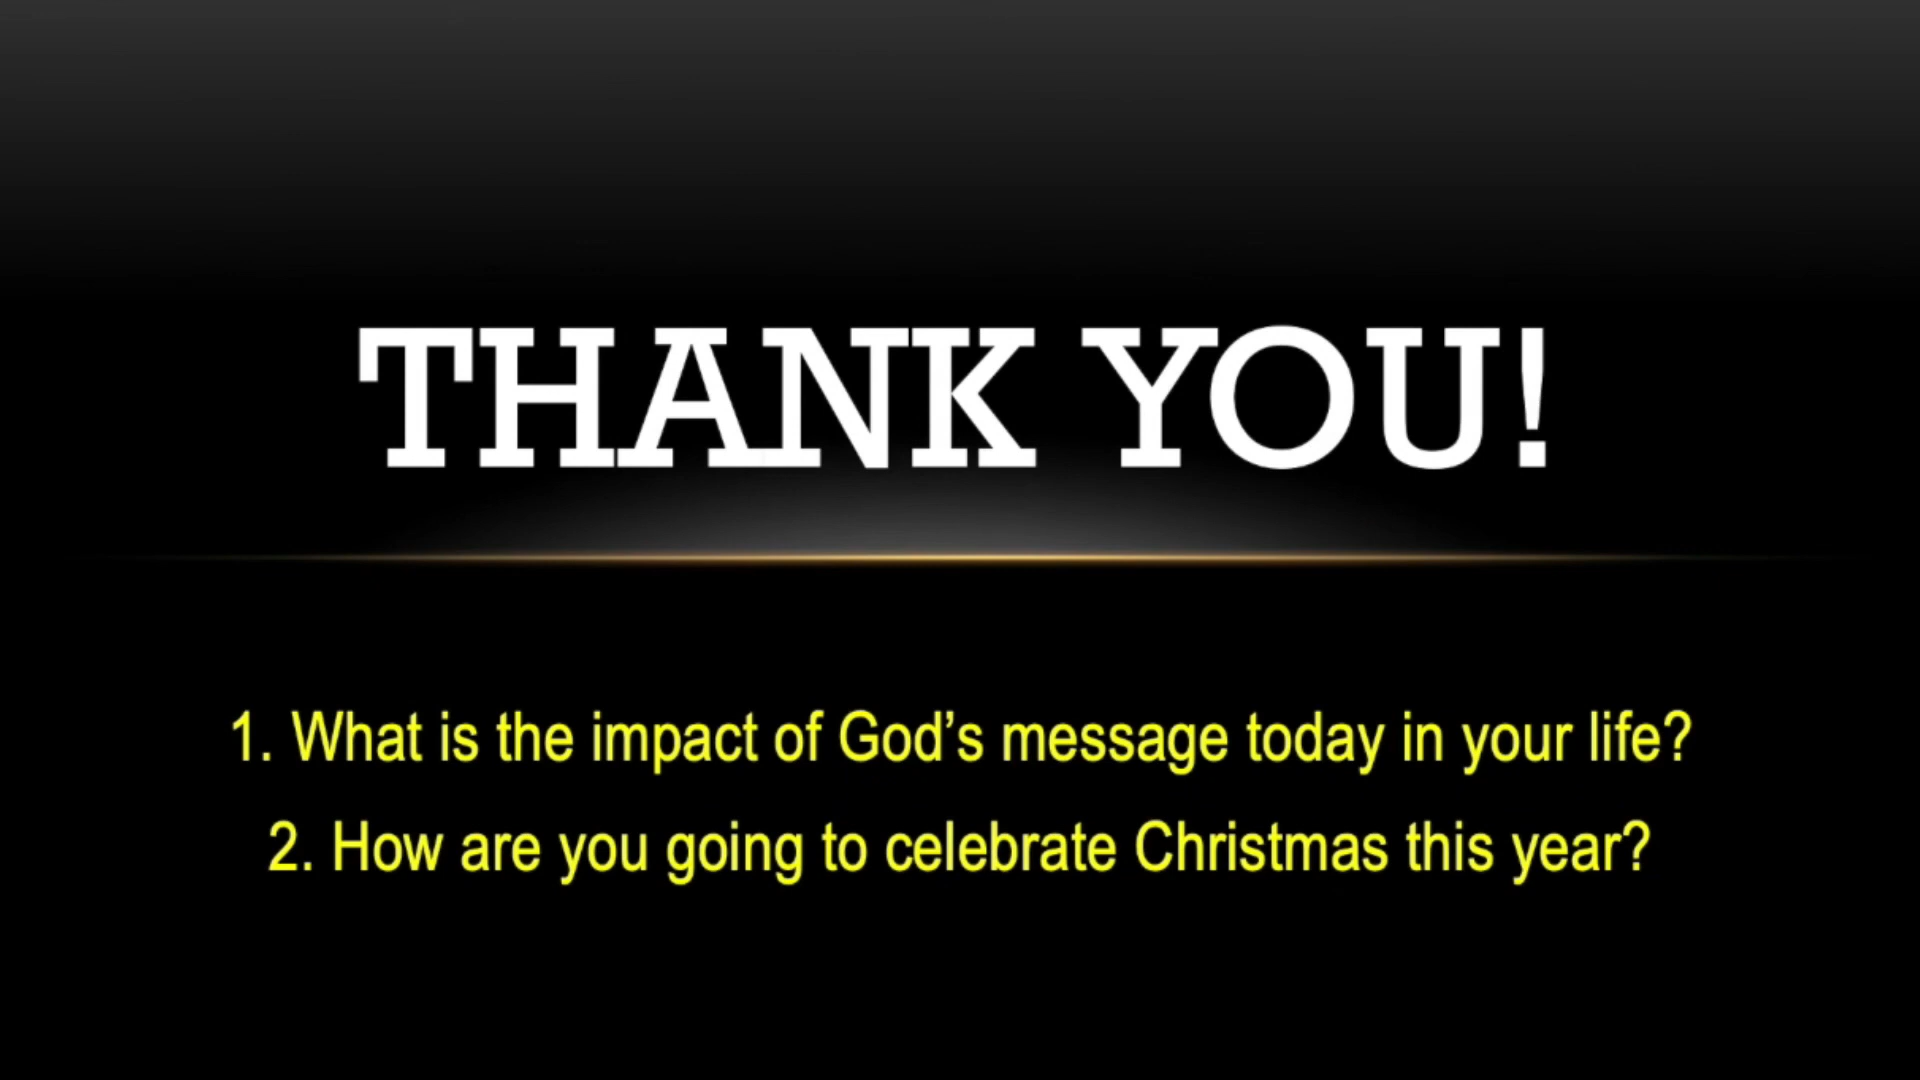 THANK YOU!
1. What is the impact of God’s message today in your life?
2. How are you going to celebrate Christmas this year?